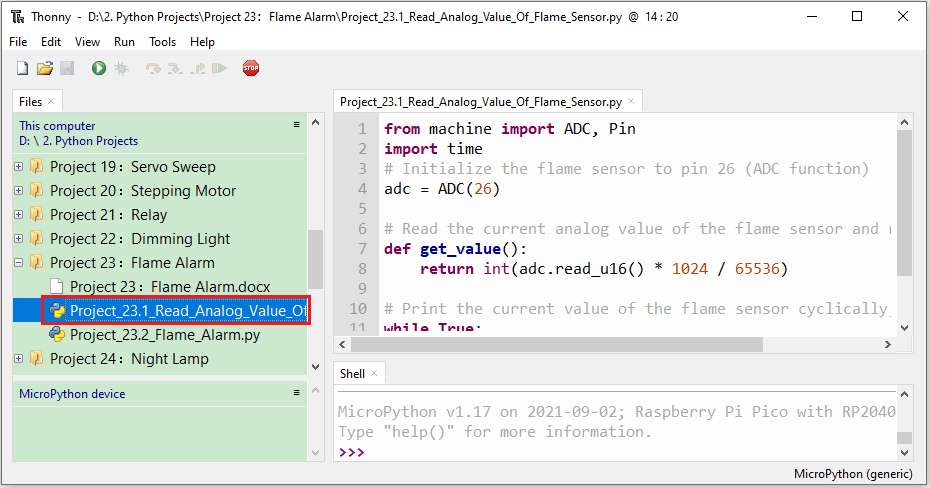 Thonny - D:\2. Python Projects\Project 23：Flame Alarm\Project_23.1_Read_Analog_Value_Of_Flame_Sensor.py @ 14:20
File Edit View Run Tools Help
STOP
Files
This computer
D: \ 2. Python Projects
Project 19：Servo Sweep
Project 20：Stepping Motor
Project 21：Relay
Project 22：Dimming Light
Project 23：Flame Alarm
Project 23：Flame Alarm.docx
Project_23.1_Read_Analog_Value_Of
Project_23.2_Flame_Alarm.py
Project 24：Night Lamp
MicroPython device
Project_23.1_Read_Analog_Value_Of_Flame_Sensor.py
1 from machine import ADC, Pin
2 import time
3 # Initialize the flame sensor to pin 26 (ADC function)
4 adc = ADC(26)
5
6 # Read the current analog value of the flame sensor and
7 def get_value():
8 return int(adc.read_u16() * 1024 / 65536)
9
10 # Print the current value of the flame sensor cyclically,
11 while True:
Shell
MicroPython v1.17 on 2021-09-02; Raspberry Pi Pico with RP2040
Type "help()" for more information.
>>>
MicroPython (generic)